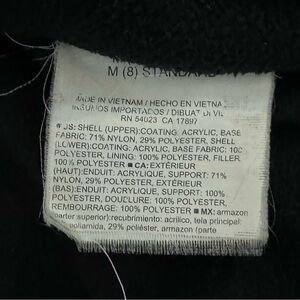 M (8) STANDARD
MADE IN VIETNAM / HECHO EN VIETNAM
INSUMOS IMPORTADOS / DIBUAT DI
RN 54023 CA 17897
US: SHELL (UPPER):COATING: ACRYLIC, BASE
FABRIC: 71% NYLON, 29% POLYESTER, SHELL
(LOWER):COATING: ACRYLIC, BASE FABRIC: 100
POLYESTER, LINING: 100% POLYESTER, FILLER:
100 % POLYESTER ■ CA: EXTÉRIEUR
(HAUT):ENDUIT: ACRYLIQUE, SUPPORT: 71%
NYLON, 29% POLYESTER, EXTÉRIEUR
(BAS):ENDUIT: ACRYLIQUE, SUPPORT: 100%
POLYESTER, DOUBLURE: 100% POLYESTER,
REMBOURRAGE: 100% POLYESTER ■ MX: armazon
parte superior):recubrimiento: acrilico, tela principal:
poliamida, 29% poliéster, armazon (parte